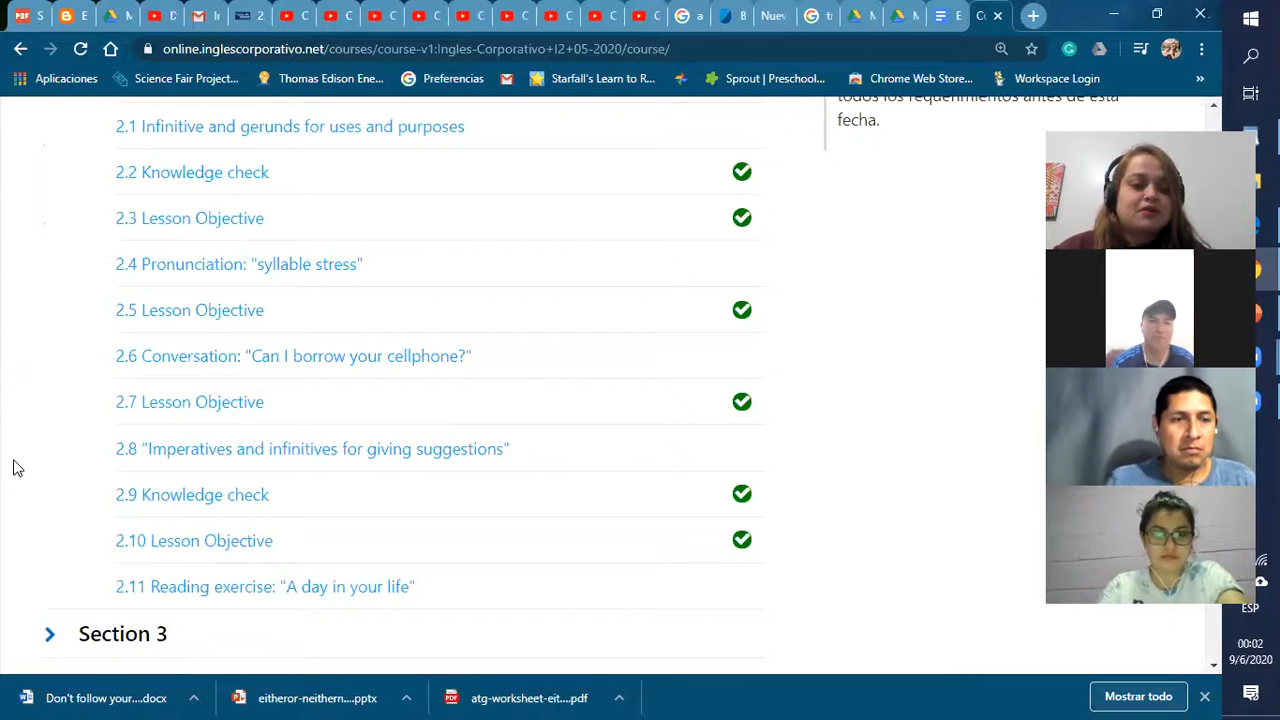 PDF
M
D
In
2.
C
C
C
C
C
C
C
C
a
B
Nuev
tr
M
M
E
Cu
online.inglescorporativo.net/courses/course-v1:Ingles-Corporativo+I2+05-2020/course/
Aplicaciones
Science Fair Project...
Thomas Edison Ene...
Preferencias
Starfall's Learn to R...
Sprout | Preschool...
Chrome Web Store...
Workspace Login
»
todos los requerimientos antes de esta
fecha.
2.1 Infinitive and gerunds for uses and purposes
2.2 Knowledge check
2.3 Lesson Objective
2.4 Pronunciation: "syllable stress"
2.5 Lesson Objective
2.6 Conversation: "Can I borrow your cellphone?"
2.7 Lesson Objective
2.8 "Imperatives and infinitives for giving suggestions"
2.9 Knowledge check
2.10 Lesson Objective
2.11 Reading exercise: "A day in your life"
Section 3
ESP
00:02
9/6/2020
Don't follow your....docx
eitheror-neithern....pptx
atg-worksheet-eit....pdf
Mostrar todo